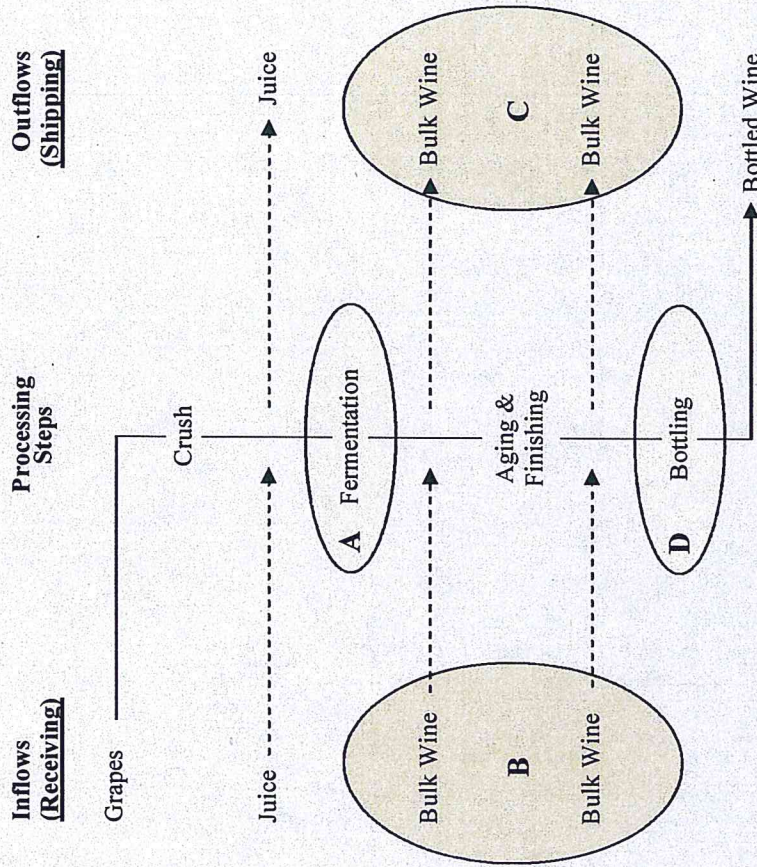 Inflows
(Receiving)
Processing
Steps
Outflows
(Shipping)
Grapes
Crush
Juice
Juice
A Fermentation
Bulk Wine
Bulk Wine
B
Aging &
Finishing
C
Bulk Wine
Bulk Wine
D Bottling
Bottled Wine